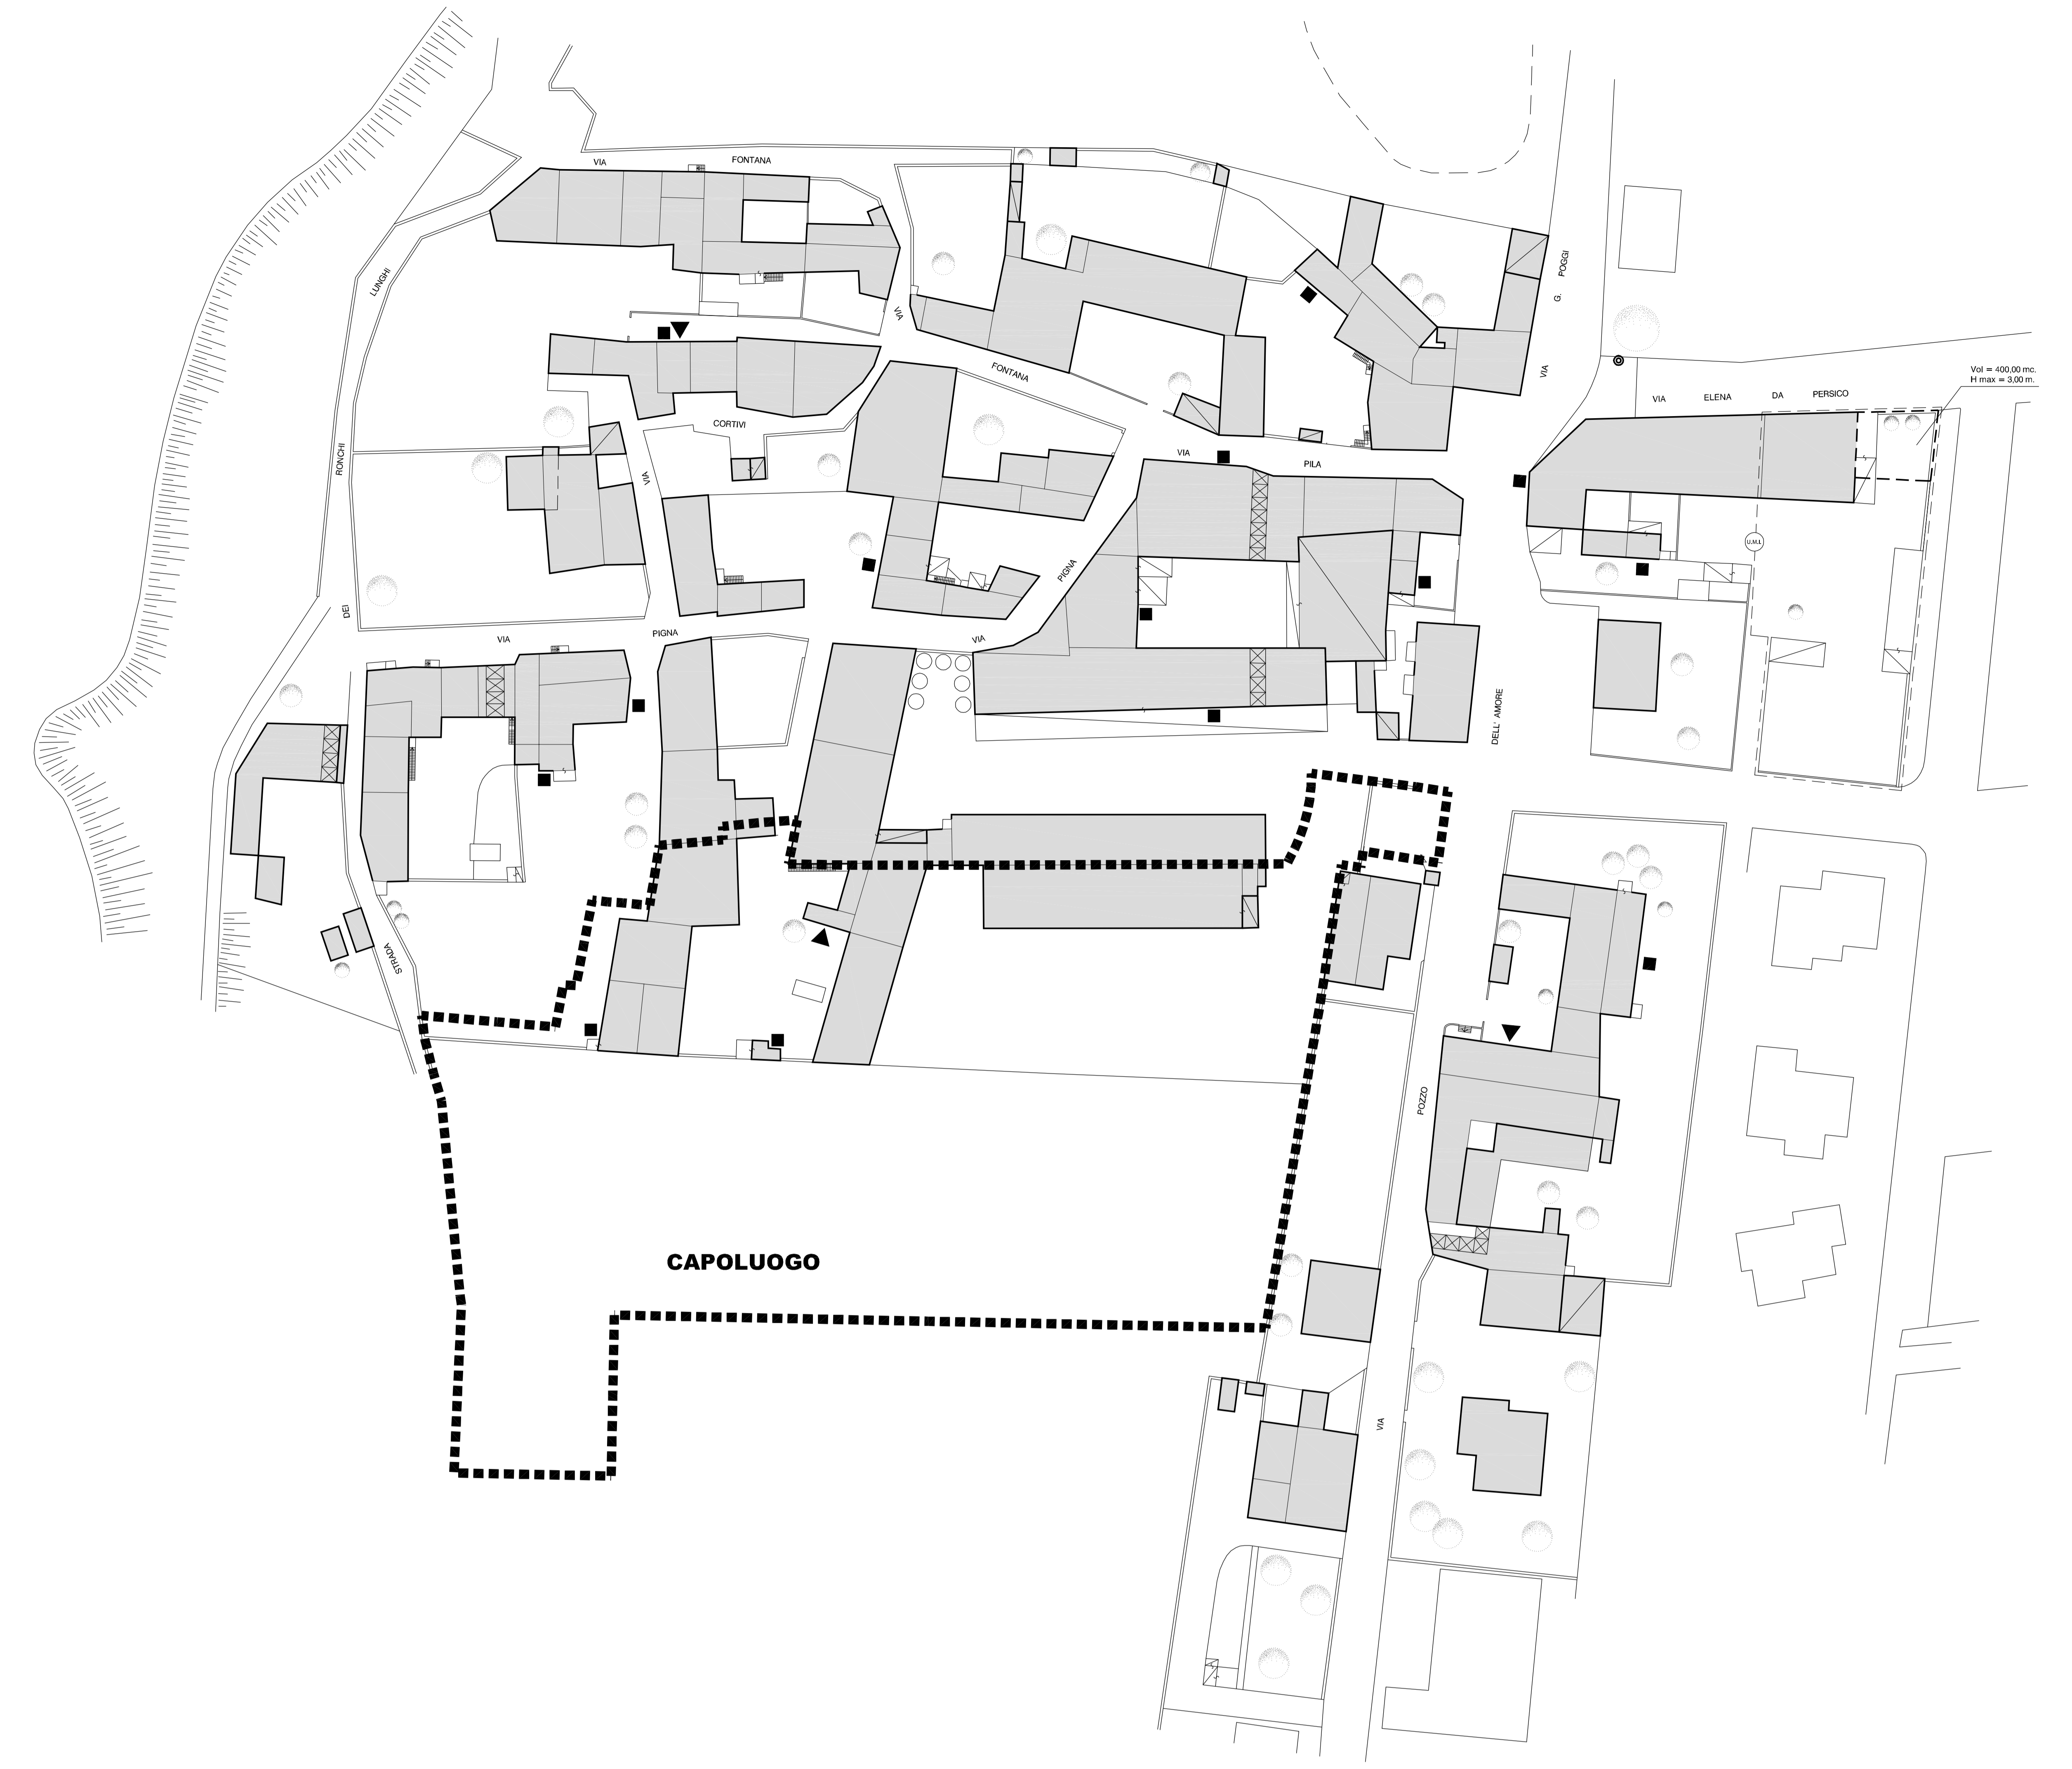 VIA FONTANA
LUNGHI
POGGI
G.
VIA
VIA
FONTANA
Vol = 400,00 mc.
H max = 3,00 m.
VIA ELENA DA PERSICO
CORTIVI
VIA
RONCHI
VIA PILA
U.M.I.
PIGNA
DEI
VIA PIGNA
VIA
DELL' AMORE
STRADA
POZZO
CAPOLUOGO
VIA